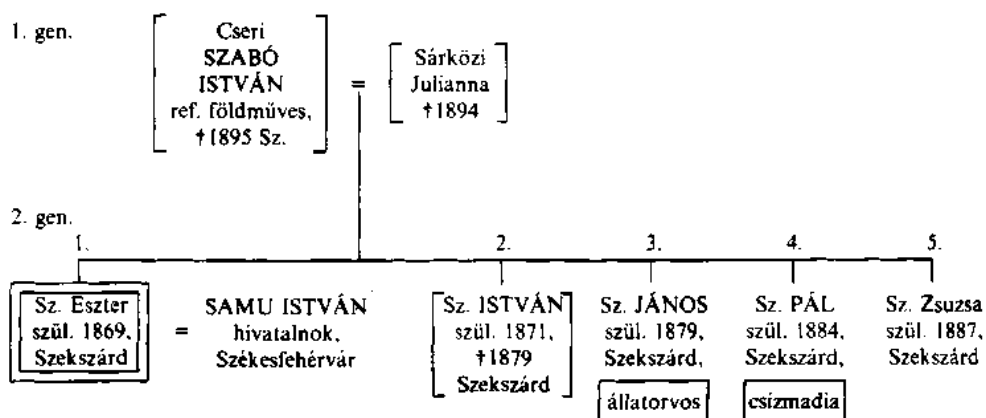 1. gen.
Cseri
SZABÓ
ISTVÁN
ref. földműves,
†1895 Sz.
=
Sárközi
Julianna
†1894
2. gen.
1.
2.
3.
4.
5.
Sz. Eszter
szül. 1869,
Szekszárd
=
SAMU ISTVÁN
hivatalnok,
Székesfehérvár
Sz. ISTVÁN
szül. 1871,
†1879
Szekszárd
Sz. JÁNOS
szül. 1879,
Szekszárd,
állatorvos
Sz. PÁL
szül. 1884,
Szekszárd,
csizmadia
Sz. Zsuzsa
szül. 1887,
Szekszárd